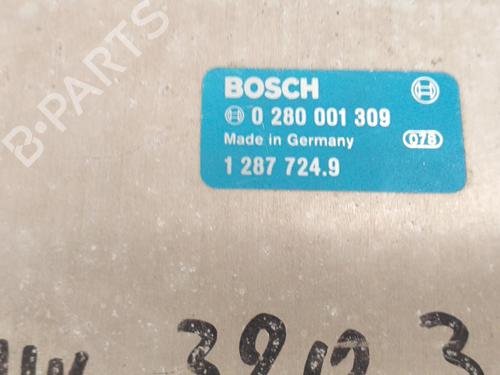 B-PARTS
BOSCH
0 280 001 309
Made in Germany 078
1 287 724.9